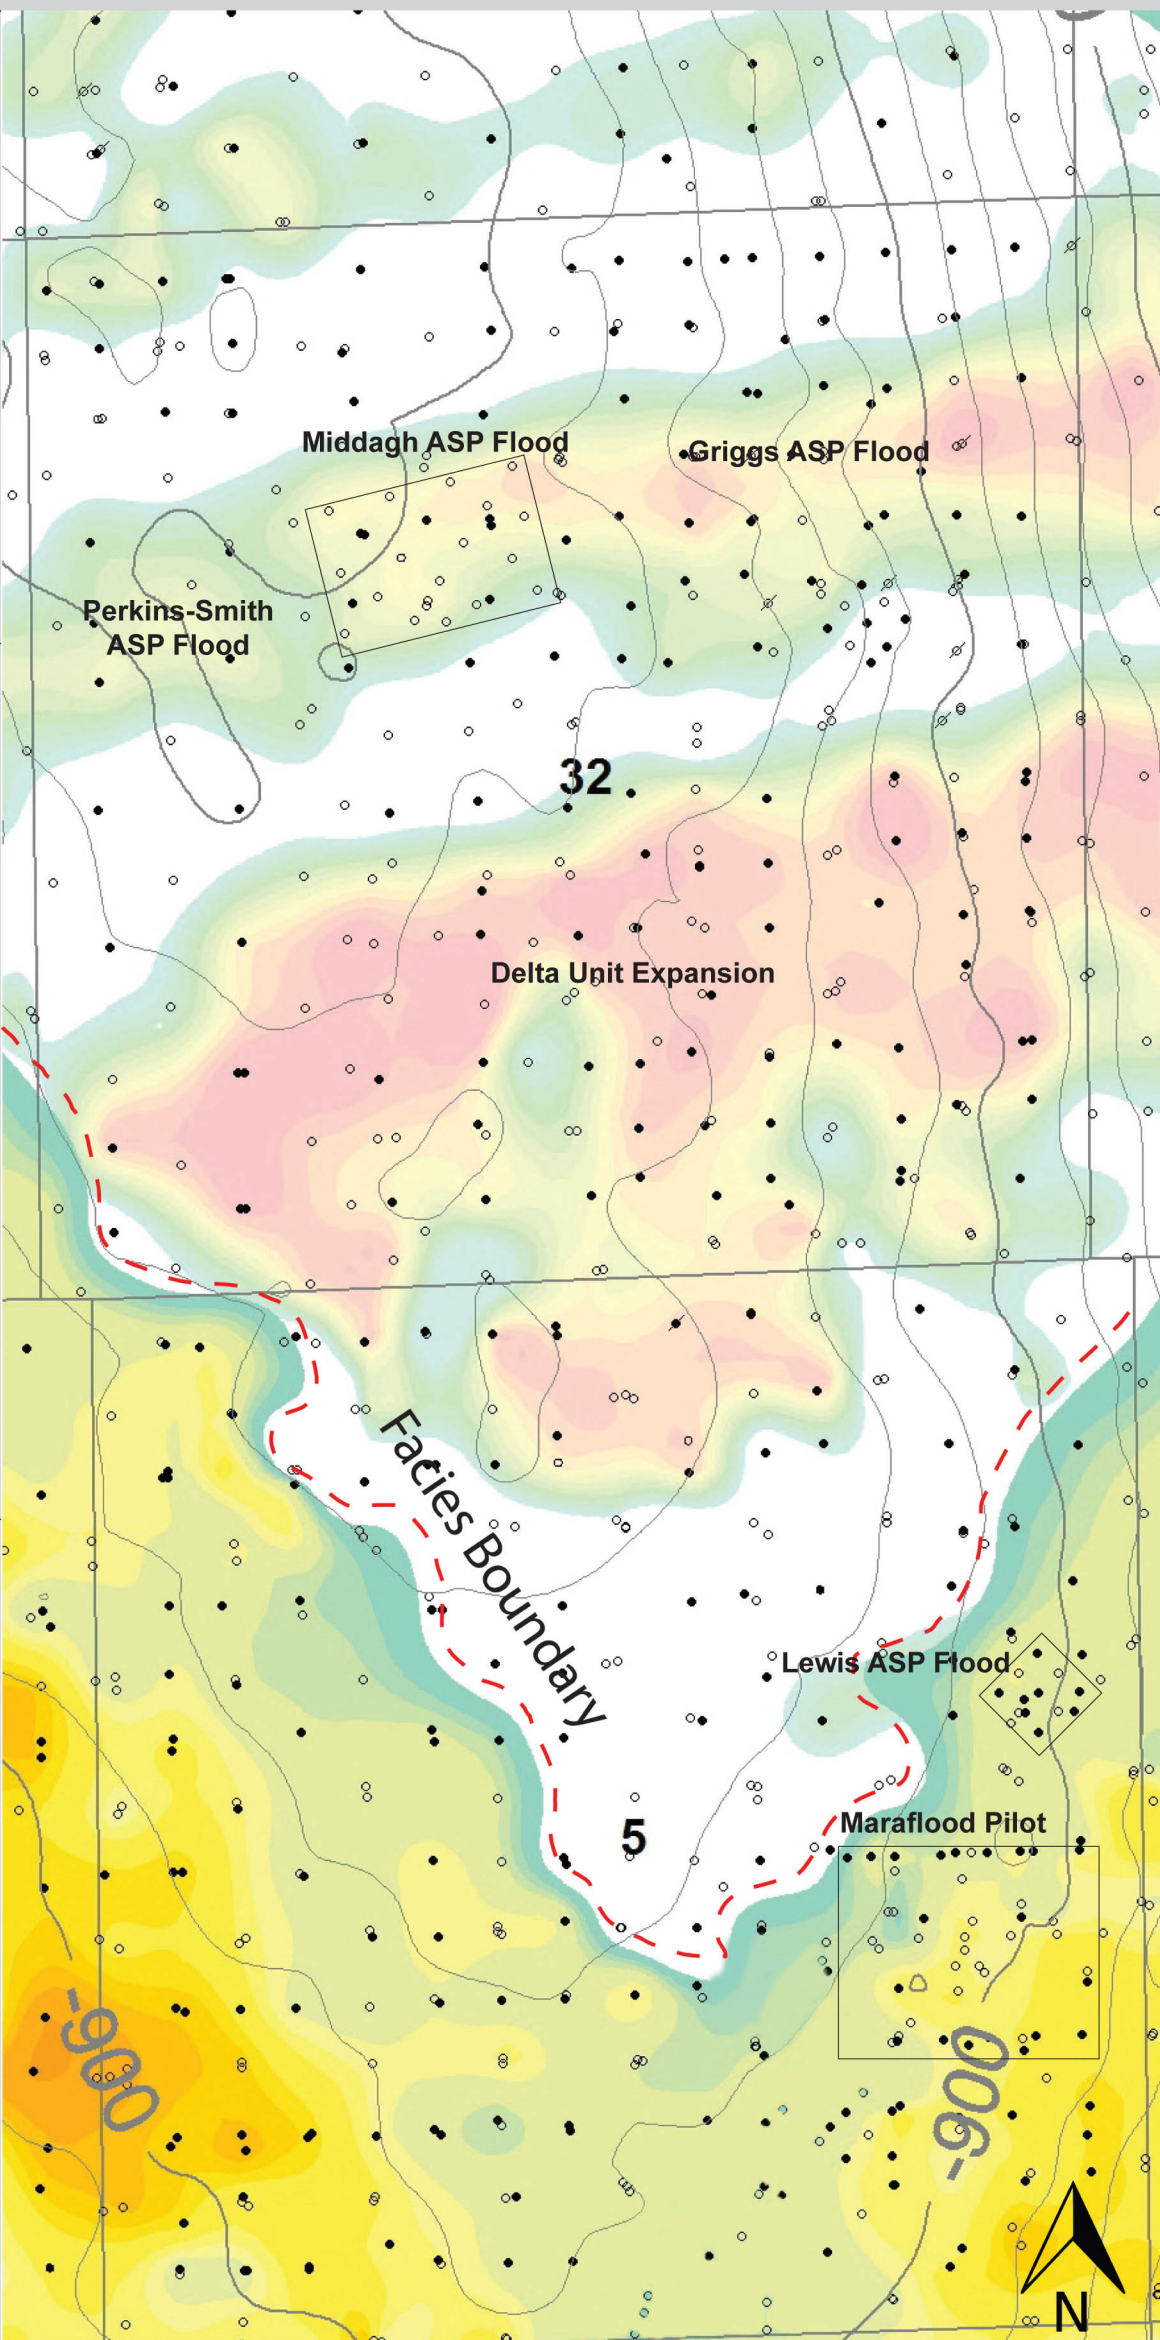 Middagh ASP Flood
Griggs ASP Flood
Perkins-Smith
ASP Flood
32
Delta Unit Expansion
Facies Boundary
Lewis ASP Flood
5
Maraflood Pilot
-900
-900
N